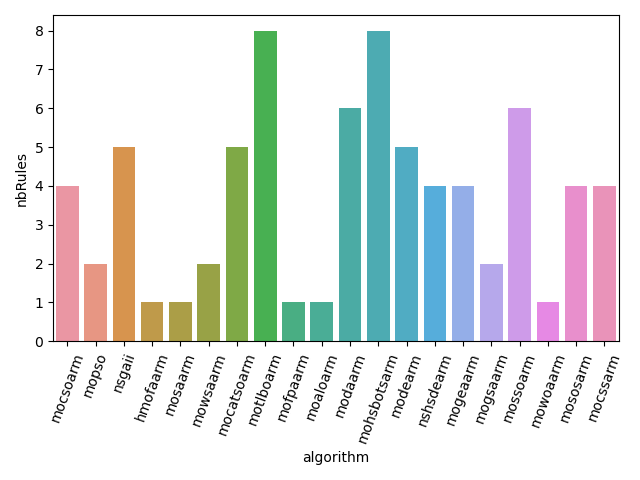 nbRules
8
7
6
5
4
3
2
1
0
mocsoarm
mopso
nsgaii
hmofaarm
mosaarm
mowsaarm
mocatsoarm
motlboarm
mofpaarm
moaloarm
modaarm
mohsbotsarm
modearm
nshsdearm
mogeaarm
mogsaarm
mossoarm
mowoaarm
mososarm
mocssarm
algorithm